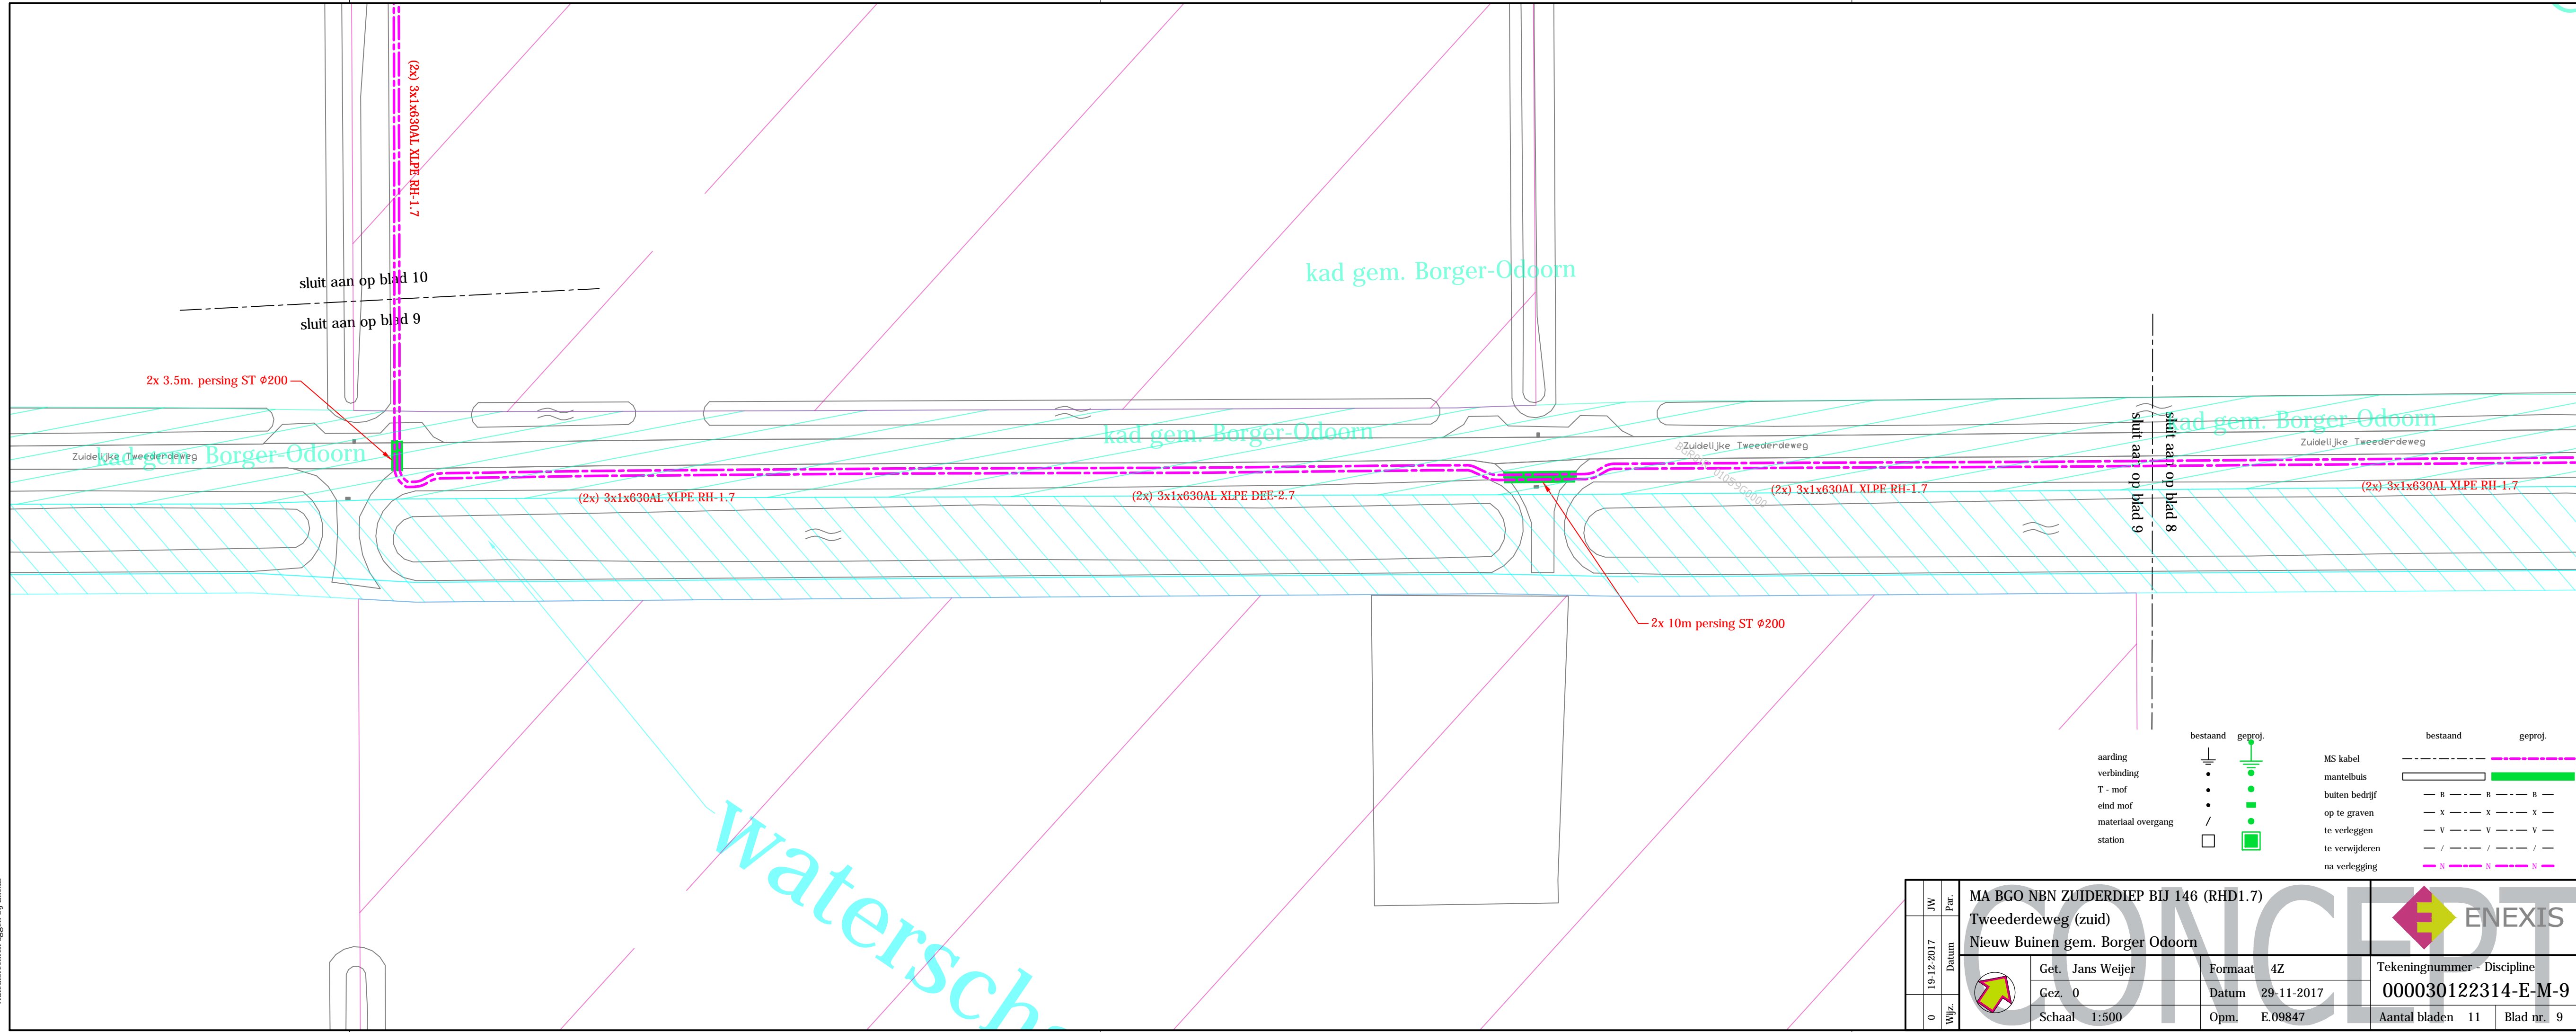 (2x) 3x1x630AL XLPE RH-1.7
kad gem. Borger-Odoorn
sluit aan op blad 10
sluit aan op blad 9
2x 3.5m. persing ST ø200
Zuidelijke Tweederdeweg
kad gem. Borger-Odoorn
kad gem. Borger-Odoorn
Zuidelijke Tweederdeweg
kad gem. Borger-Odoorn
Zuidelijke Tweederdeweg
sluit aan op blad 9
sluit aan op blad 8
(2x) 3x1x630AL XLPE RH-1.7
(2x) 3x1x630AL XLPE DEE-2.7
(2x) 3x1x630AL XLPE RH-1.7
(2x) 3x1x630AL XLPE RH-1.7
2x 10m persing ST ø200
bestaand geproj.
aarding
verbinding
T - mof
eind mof
materiaal overgang
station
bestaand geproj.
MS kabel
mantelbuis
buiten bedrijf B B B
op te graven X X X
te verleggen V V V
te verwijderen / / /
na verlegging N N N
CONCEPT
MA BGO NBN ZUIDERDIEP BIJ 146 (RHD1.7)
Tweederdeweg (zuid)
Nieuw Buinen gem. Borger Odoorn
ENEXIS
JW Par.
19-12-2017 Datum
0 Wijz.
Get. Jans Weijer
Formaat 4Z
Gez. 0
Datum 29-11-2017
Schaal 1:500
Opm. E.09847
Tekeningnummer - Discipline
000030122314-E-M-9
Aantal bladen 11
Blad nr. 9